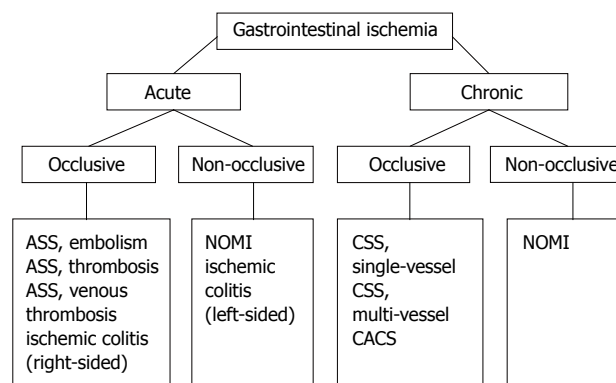 Gastrointestinal ischemia
Acute
Chronic
Occlusive
Non-occlusive
Occlusive
Non-occlusive
ASS, embolism
ASS, thrombosis
ASS, venous
thrombosis
ischemic colitis
(right-sided)
NOMI
ischemic
colitis
(left-sided)
CSS,
single-vessel
CSS,
multi-vessel
CACS
NOMI